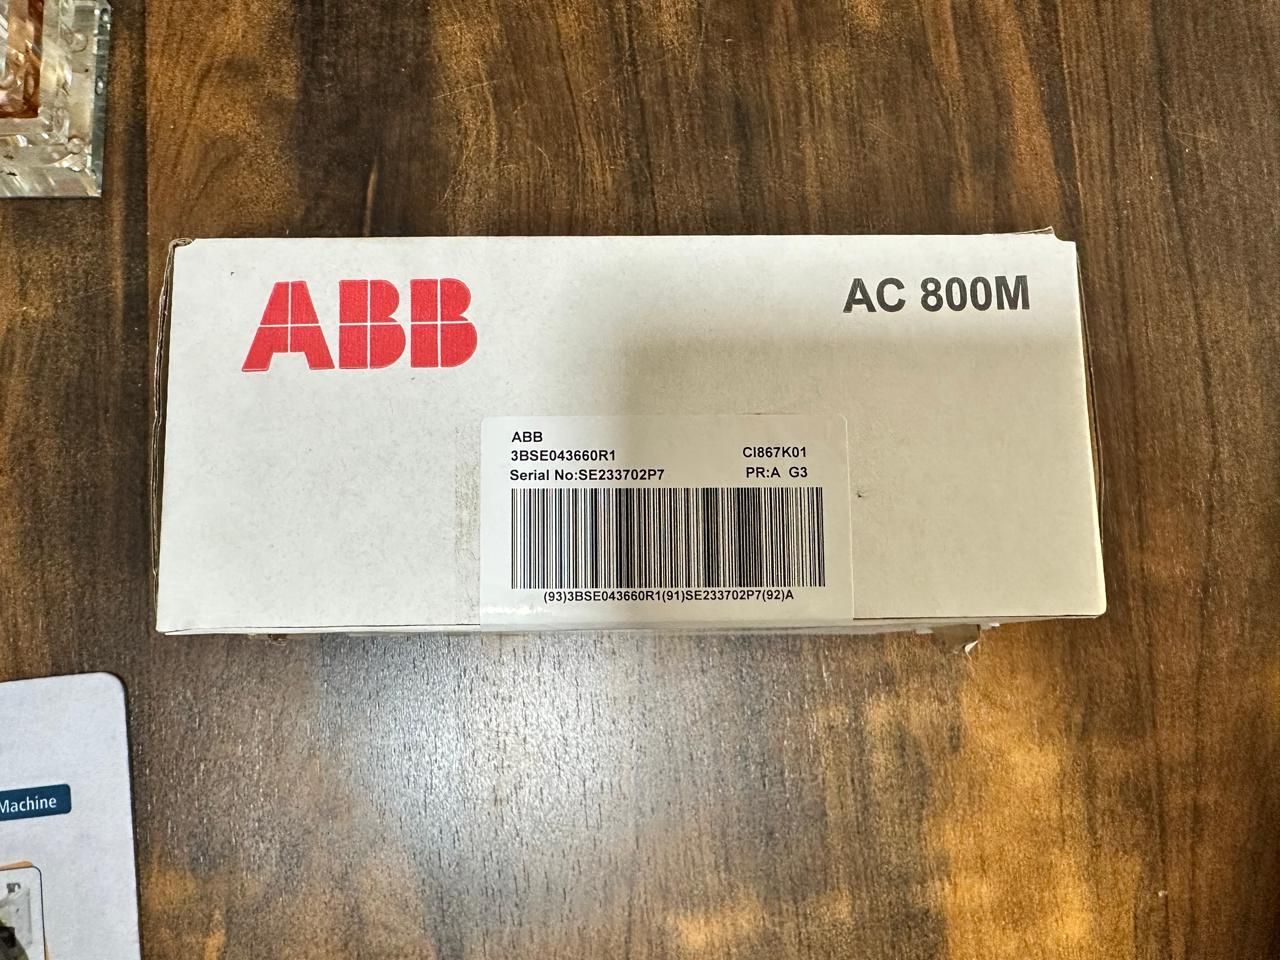 ABB
AC 800M
ABB
3BSE043660R1 CI867K01
Serial No:SE233702P7 PR:A G3
(93)3BSE043660R1(91)SE233702P7(92)A
Machine